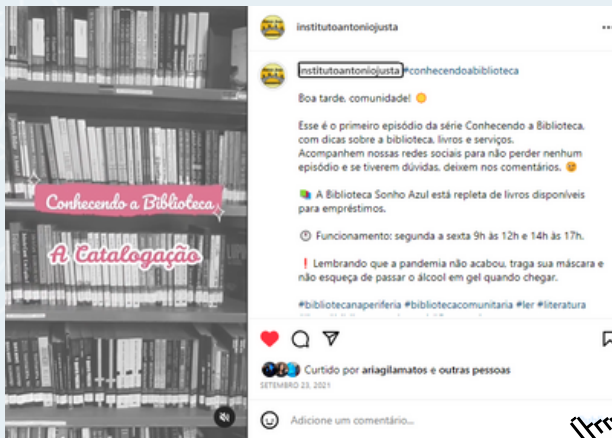 Conhecendo a Biblioteca
A Catalogação
institutoantoniojusta
institutoantoniojusta #conhecendoabiblioteca
Boa tarde, comunidade! 🌞
Esse é o primeiro episódio da série Conhecendo a Biblioteca,
com dicas sobre a biblioteca, livros e serviços.
Acompanhem nossas redes sociais para não perder nenhum
episódio e se tiverem dúvidas, deixem nos comentários. 😉
📚 A Biblioteca Sonho Azul está repleta de livros disponíveis
para empréstimos.
🕐 Funcionamento: segunda a sexta 9h às 12h e 14h às 17h.
❗ Lembrando que a pandemia não acabou, traga sua máscara e
não esqueça de passar o álcool em gel quando chegar.
#bibliotecanaperiferia #bibliotecacomunitaria #ler #literatura
Curtido por ariagilamatos e outras pessoas
SETEMBRO 23, 2021
Adicione um comentário...